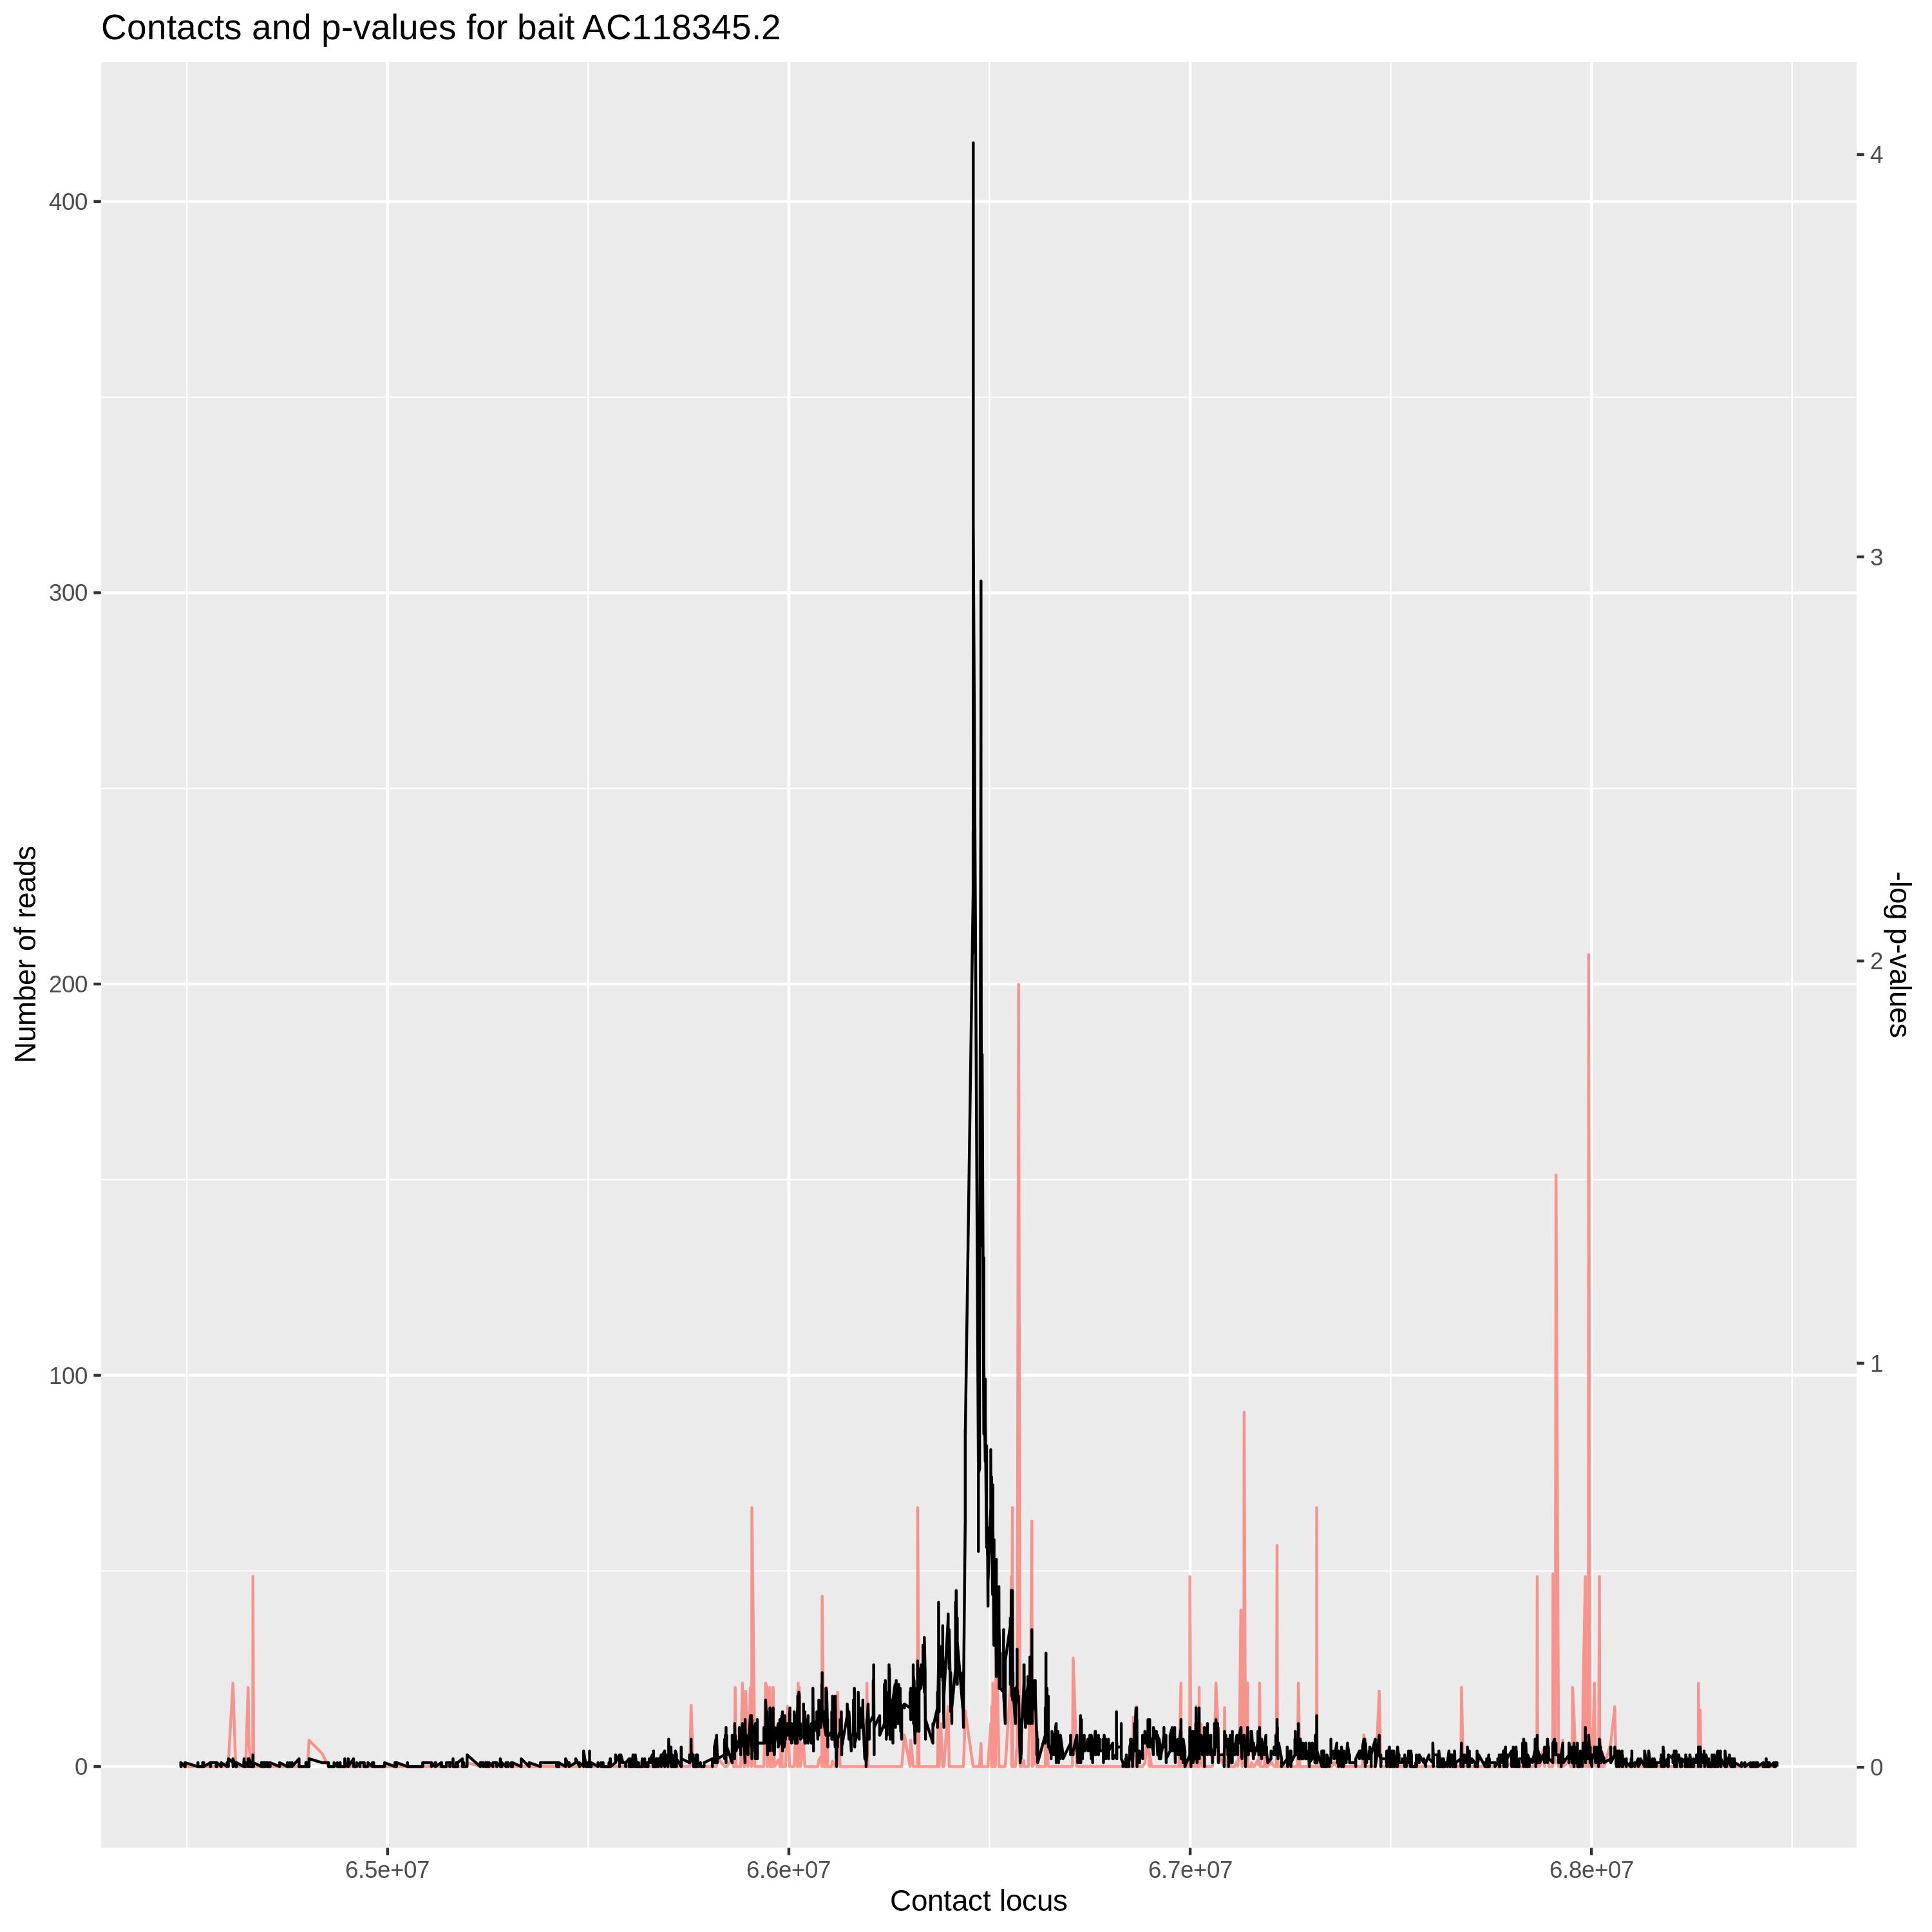 Contacts and p-values for bait AC118345.2
400
300
200
100
0
Number of reads
4
3
2
1
0
-log p-values
6.5e+07
6.6e+07
6.7e+07
6.8e+07
Contact locus